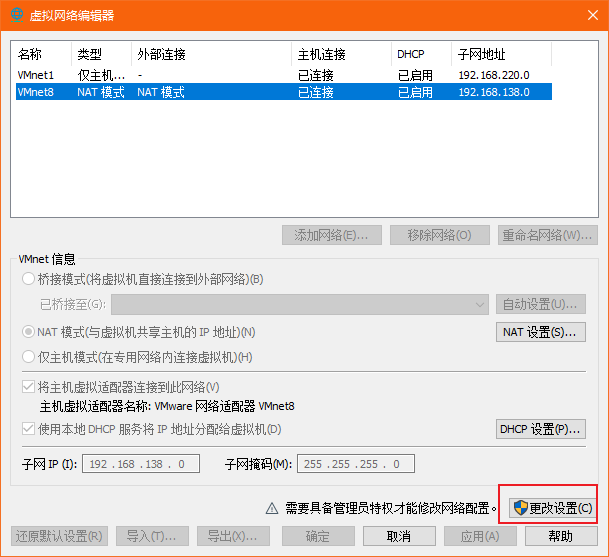 虚拟网络编辑器
名称 类型 外部连接 主机连接 DHCP 子网地址
VMnet1 仅主机... - 已连接 已启用 192.168.220.0
VMnet8 NAT 模式 NAT 模式 已连接 已启用 192.168.138.0
添加网络(E)... 移除网络(O) 重命名网络(W)...
VMnet 信息
桥接模式(将虚拟机直接连接到外部网络)(B)
已桥接至(G): 自动设置(U)...
NAT 模式(与虚拟机共享主机的 IP 地址)(N) NAT 设置(S)...
仅主机模式(在专用网络内连接虚拟机)(H)
将主机虚拟适配器连接到此网络(V)
主机虚拟适配器名称: VMware 网络适配器 VMnet8
使用本地 DHCP 服务将 IP 地址分配给虚拟机(D) DHCP 设置(P)...
子网 IP (I): 192 .168 .138 . 0 子网掩码(M): 255 .255 .255 . 0
需要具备管理员特权才能修改网络配置。 更改设置(C)
还原默认设置(R) 导入(T)... 导出(X)... 确定 取消 应用(A) 帮助